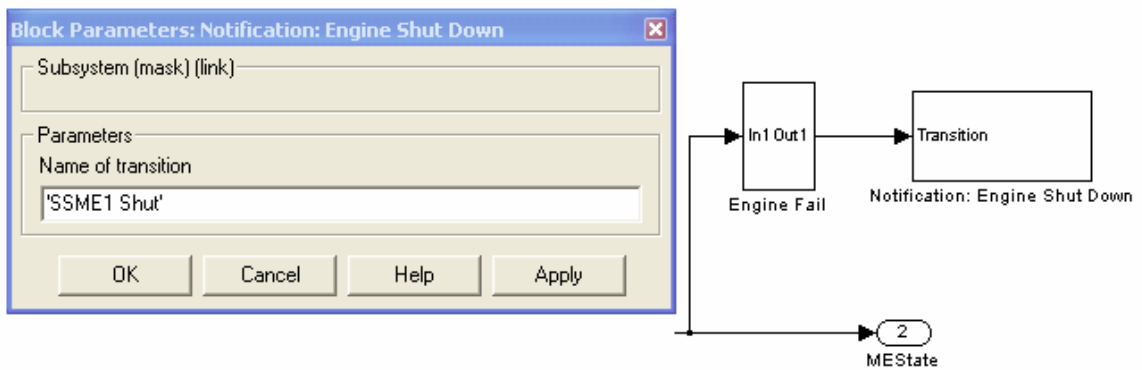 Block Parameters: Notification: Engine Shut Down
Subsystem (mask) (link)
Parameters
Name of transition
'SSME1 Shut'
OK Cancel Help Apply
In1 Out1
Engine Fail
Transition
Notification: Engine Shut Down
2
MEState